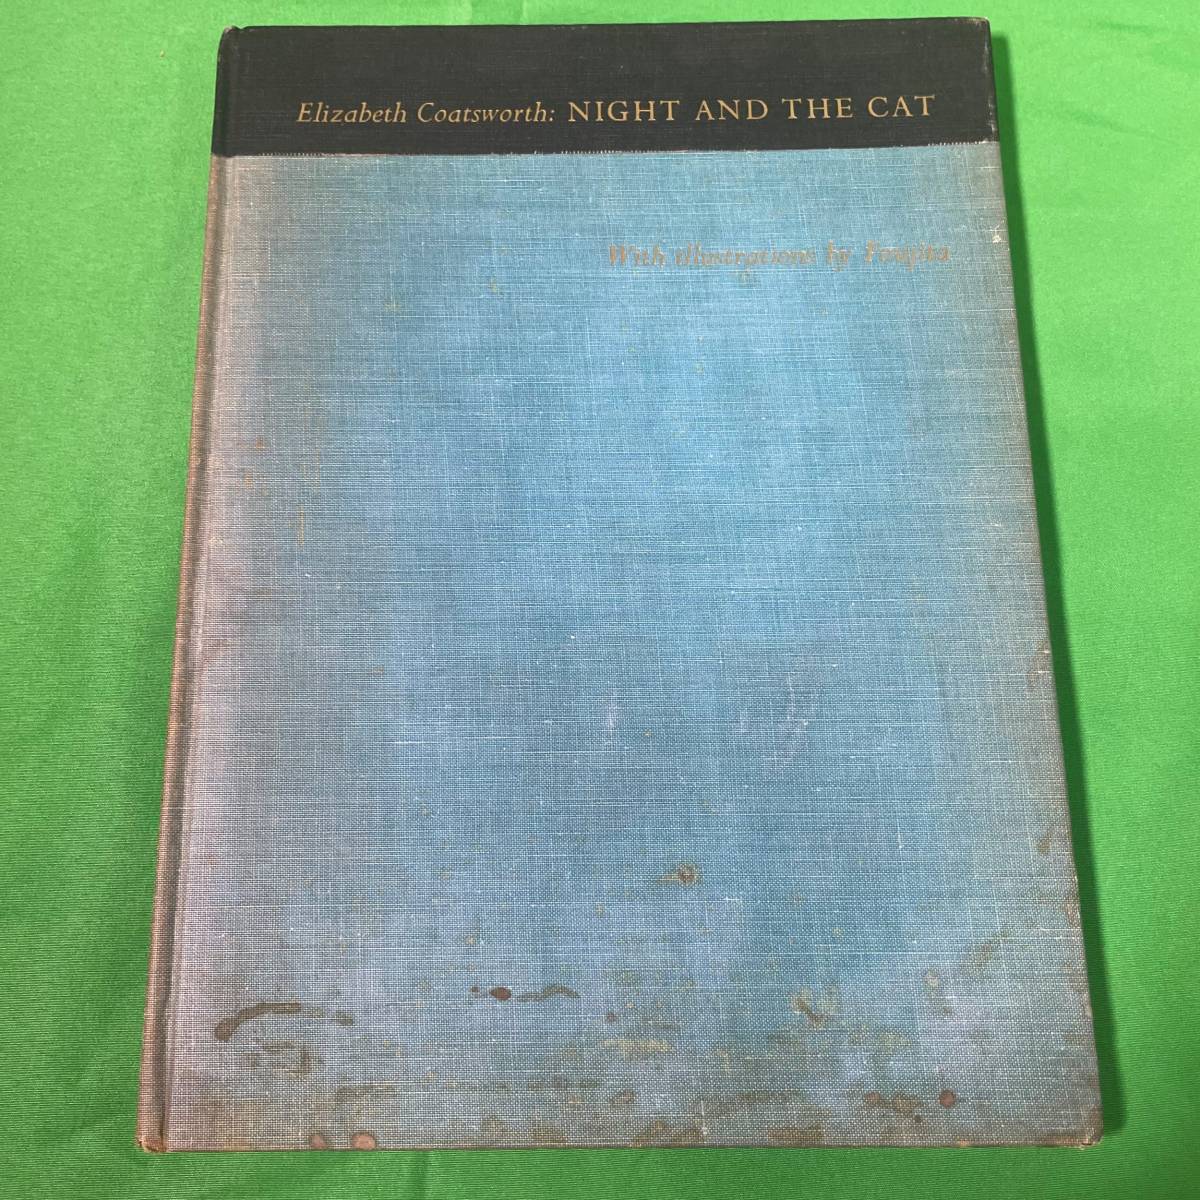 Elizabeth Coatsworth: NIGHT AND THE CAT
With illustrations by Foujita